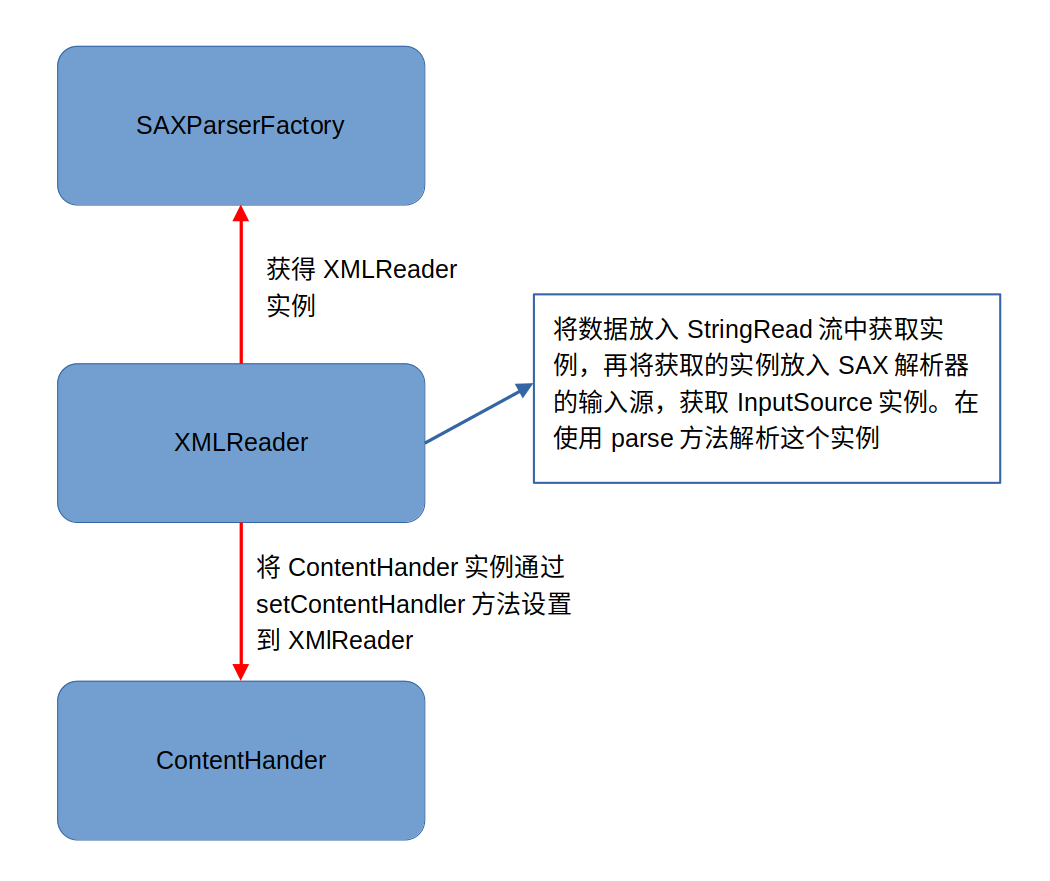 SAXParserFactory
获得 XMLReader
实例
将数据放入 StringRead 流中获取实
例，再将获取的实例放入 SAX 解析器
的输入源，获取 InputSource 实例。在
使用 parse 方法解析这个实例
XMLReader
将 ContentHander 实例通过
setContentHandler 方法设置
到 XMlReader
ContentHander